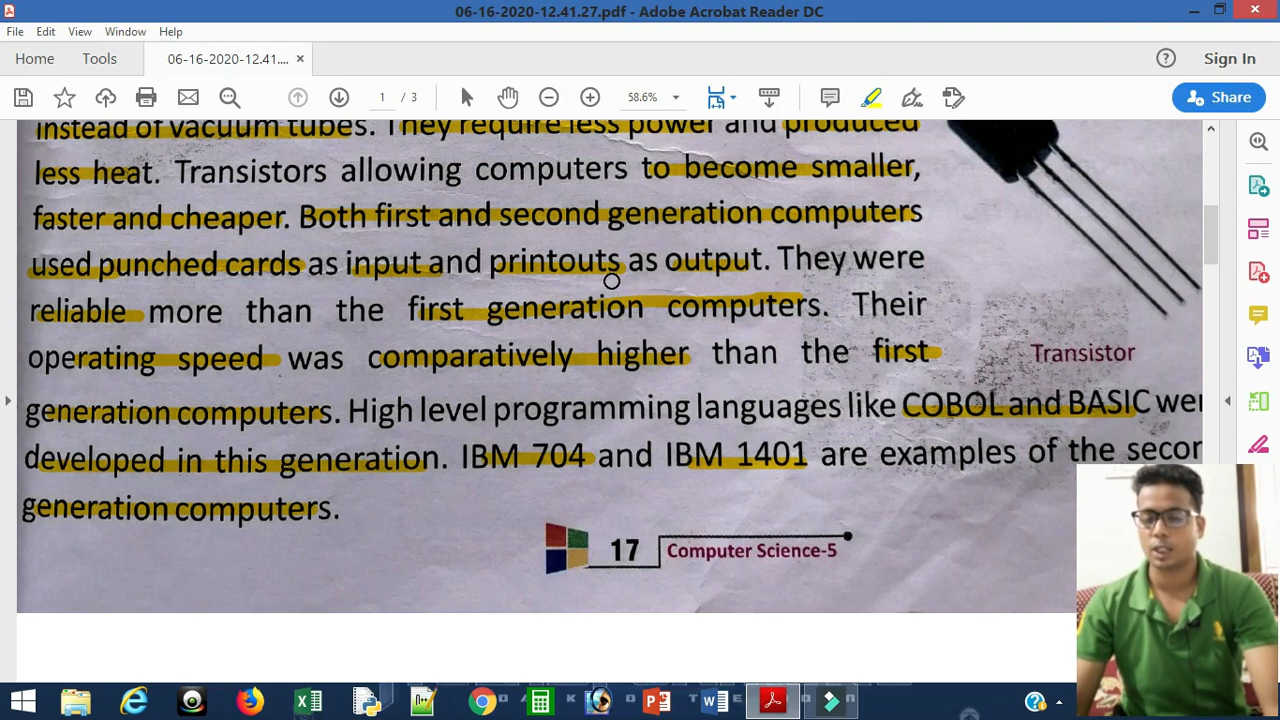 06-16-2020-12.41.27.pdf - Adobe Acrobat Reader DC
File Edit View Window Help
Home Tools 06-16-2020-12.41.... ×
Sign In
1 / 3
58.6%
Share
instead of vacuum tubes. They require less power and produced
less heat. Transistors allowing computers to become smaller,
faster and cheaper. Both first and second generation computers
used punched cards as input and printouts as output. They were
reliable more than the first generation computers. Their
operating speed was comparatively higher than the first
Transistor
generation computers. High level programming languages like COBOL and BASIC wer
developed in this generation. IBM 704 and IBM 1401 are examples of the secon
generation computers.
17 Computer Science-5